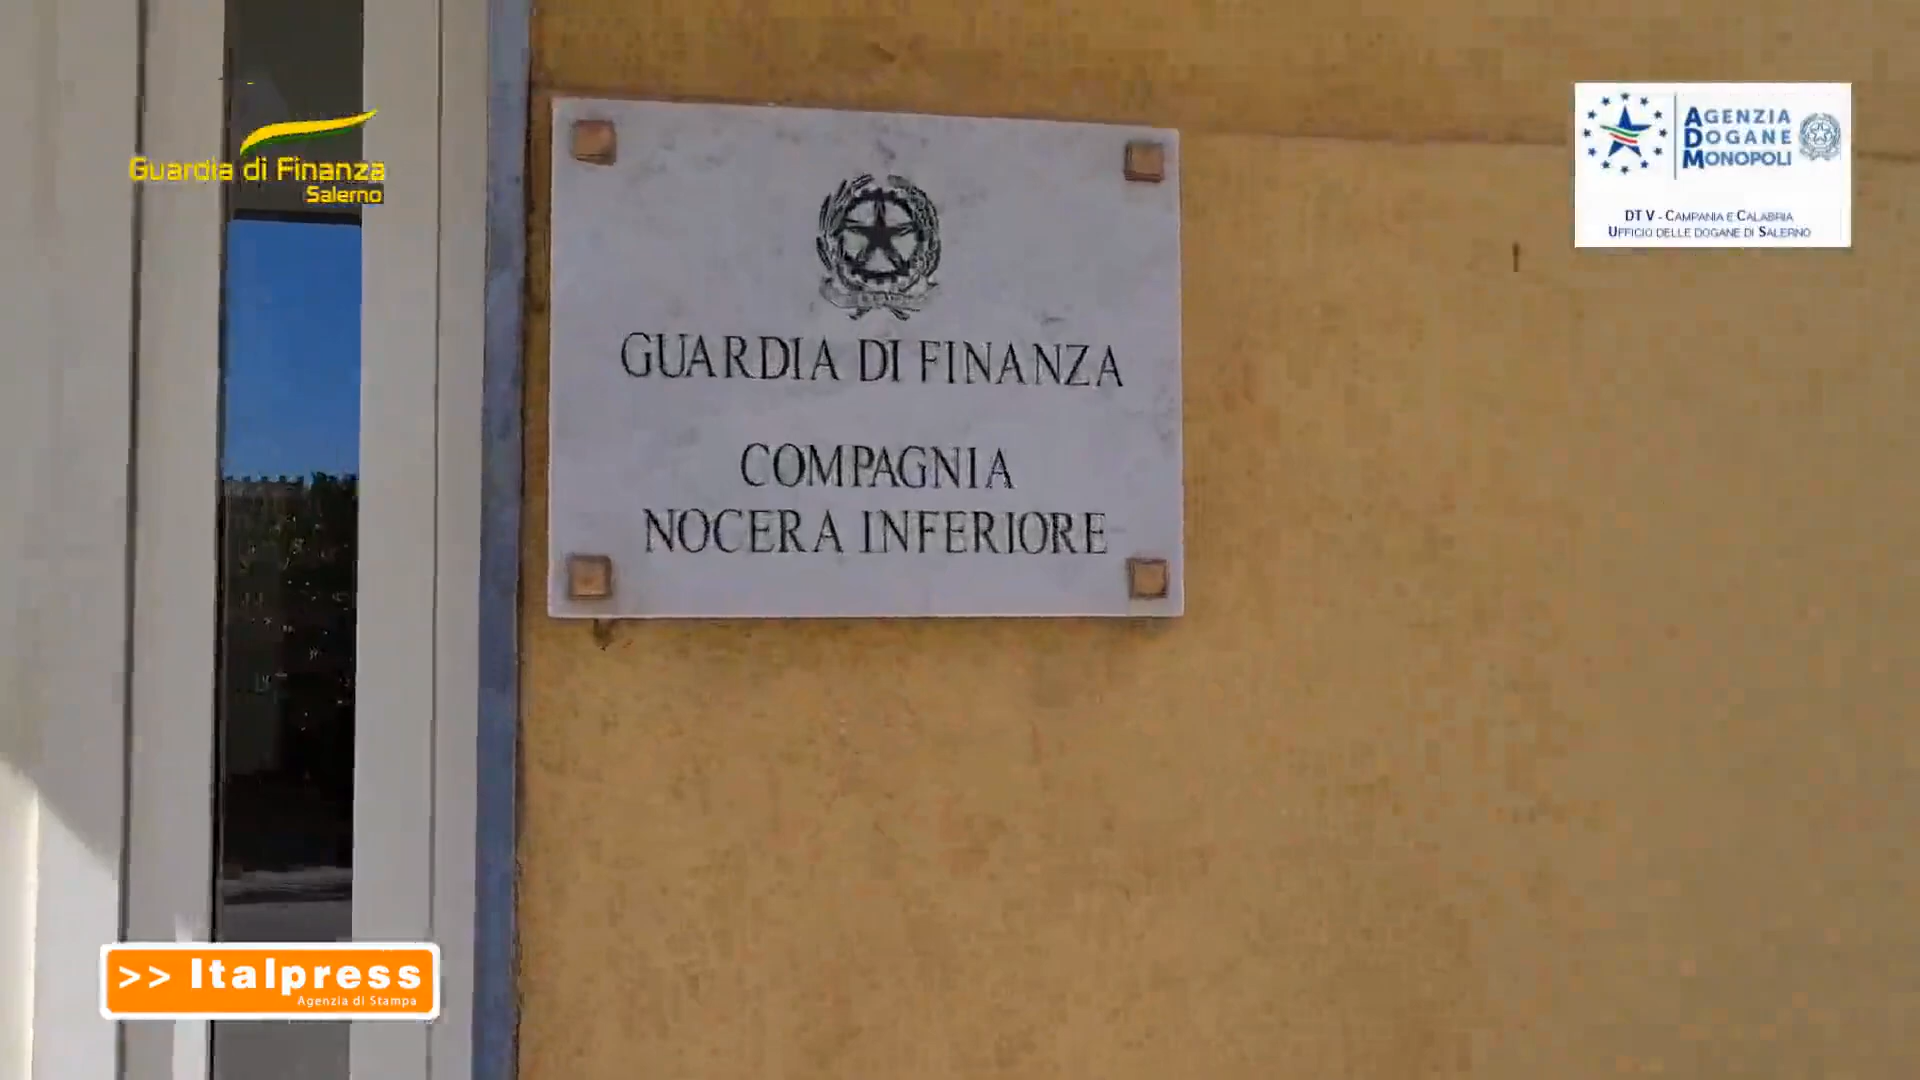 Guardia di Finanza
Salerno
GUARDIA DI FINANZA
COMPAGNIA
NOCERA INFERIORE
AGENZIA
DOGANE
MONOPOLI
DT V - CAMPANIA E CALABRIA
UFFICIO DELLE DOGANE DI SALERNO
>> Italpress
Agenzia di Stampa